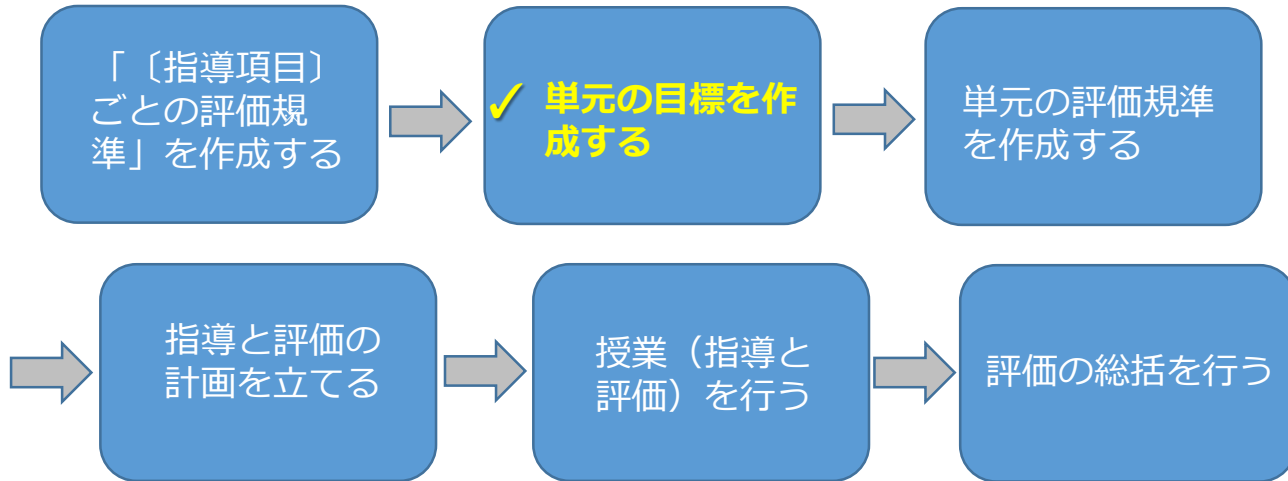 「〔指導項目〕
ごとの評価規
準」を作成する
✓ 単元の目標を作
成する
単元の評価規準
を作成する
指導と評価の
計画を立てる
授業（指導と
評価）を行う
評価の総括を行う